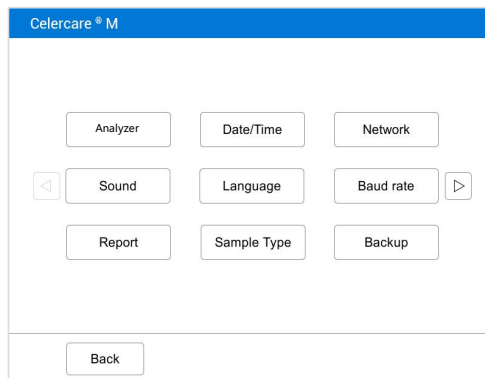 Celercare ® M
Analyzer Date/Time Network
Sound Language Baud rate
Report Sample Type Backup
Back